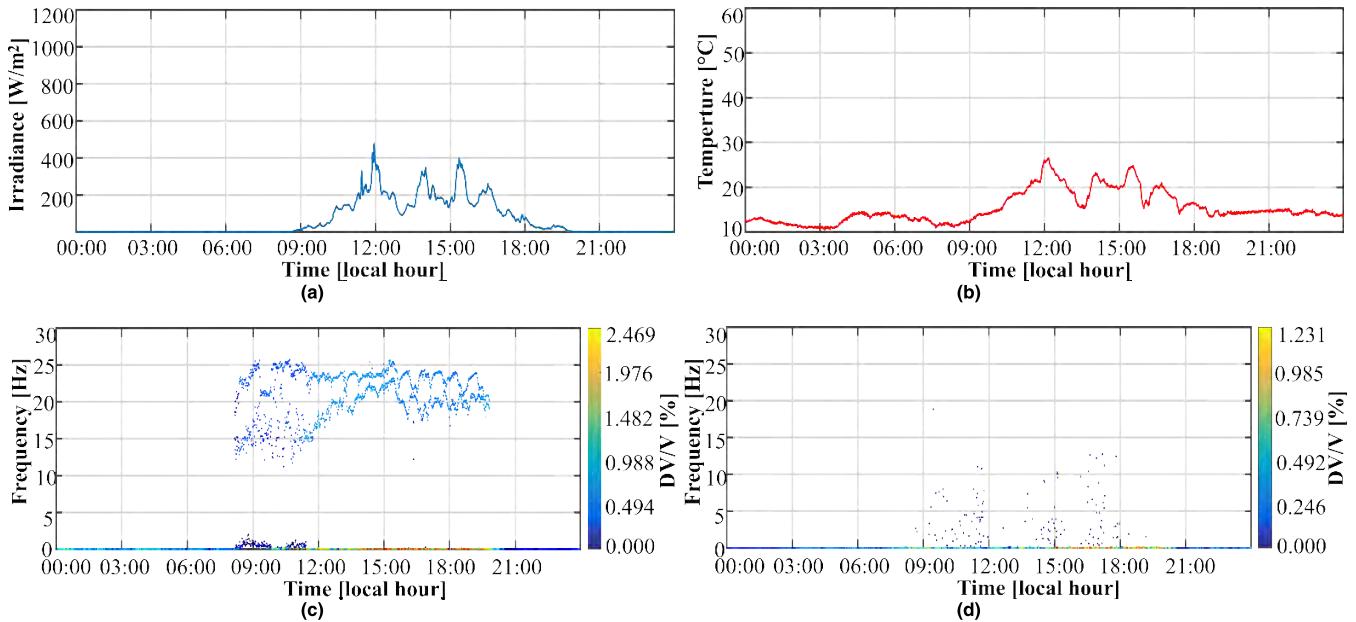 1200
1000
800
600
400
200
Irradiance [W/m²]
00:00 03:00 06:00 09:00 12:00 15:00 18:00 21:00
Time [local hour]
(a)
60
50
40
30
20
10
Temperture [°C]
00:00 03:00 06:00 09:00 12:00 15:00 18:00 21:00
Time [local hour]
(b)
30
25
20
15
10
5
0
Frequency [Hz]
00:00 03:00 06:00 09:00 12:00 15:00 18:00 21:00
Time [local hour]
2.469
1.976
1.482
0.988
0.494
0.000
DV/V [%]
(c)
30
25
20
15
10
5
0
Frequency [Hz]
00:00 03:00 06:00 09:00 12:00 15:00 18:00 21:00
Time [local hour]
1.231
0.985
0.739
0.492
0.246
0.000
DV/V [%]
(d)